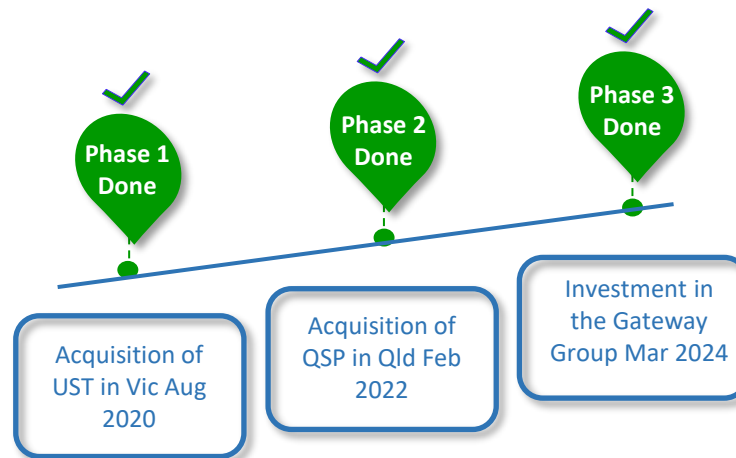 Phase 1
Done
Phase 2
Done
Phase 3
Done
Acquisition of
UST in Vic Aug
2020
Acquisition of
QSP in Qld Feb
2022
Investment in
the Gateway
Group Mar 2024